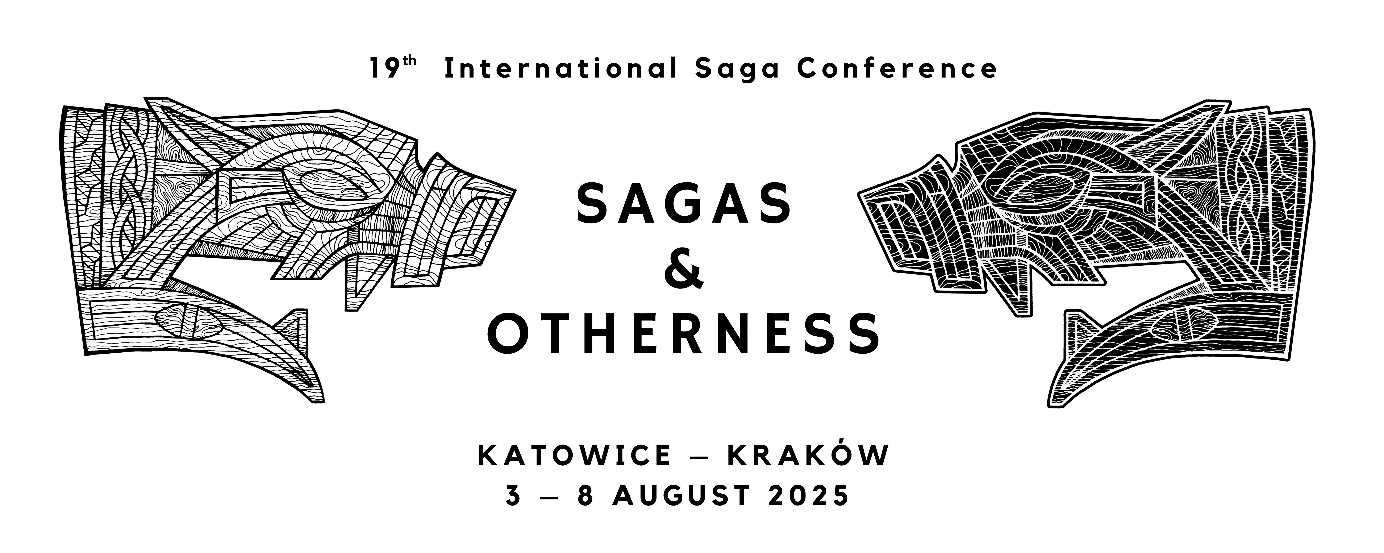 19th International Saga Conference
SAGAS
&
OTHERNESS
KATOWICE – KRAKÓW
3 – 8 AUGUST 2025